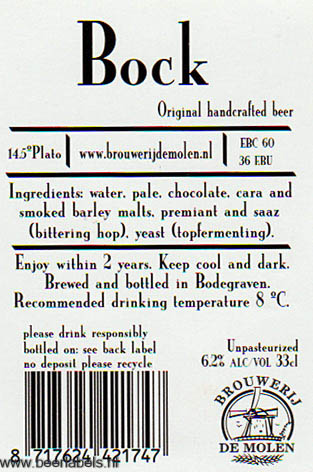 Bock
Original handcrafted beer
14.5ºPlato
www.brouwerijdemolen.nl
EBC 60
36 EBU
Ingredients: water, pale, chocolate, cara and
smoked barley malts, premiant and saaz
(bittering hop), yeast (topfermenting).
Enjoy within 2 years. Keep cool and dark.
Brewed and bottled in Bodegraven.
Recommended drinking temperature 8 ºC.
please drink responsibly
bottled on: see back label
no deposit please recycle
Unpasteurized
6.2% ALC/VOL 33cl
BROUWERIJ
DE MOLEN
8 717624 421747
www.beerlabels.nl